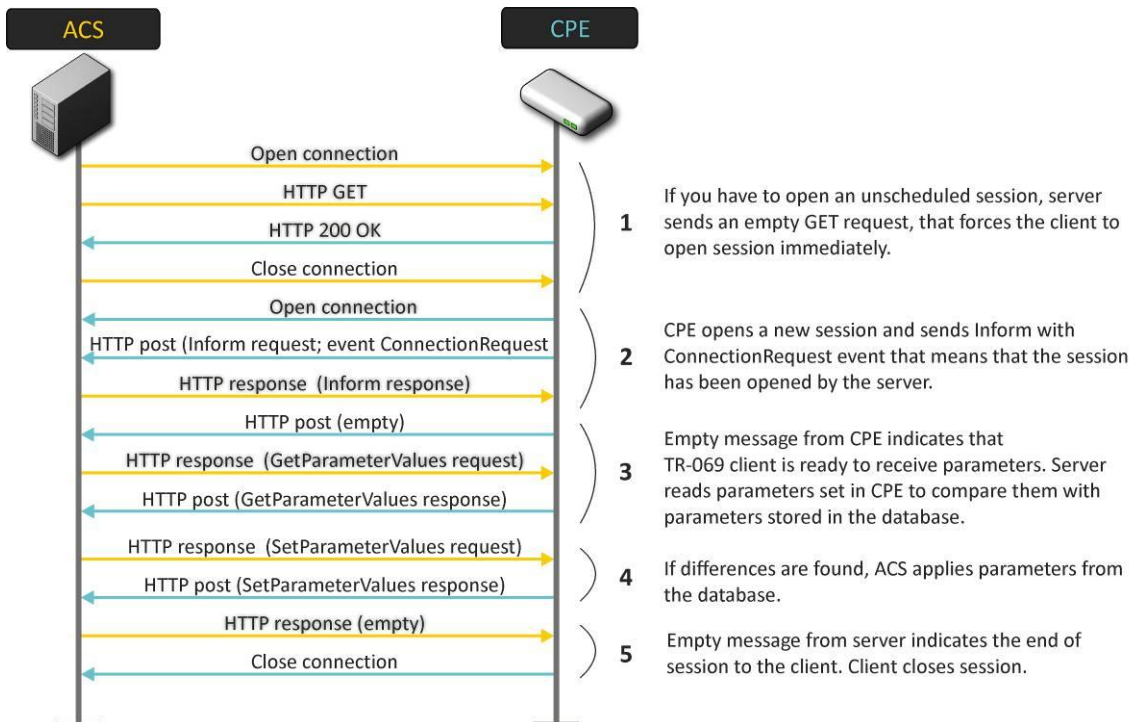 ACS
CPE
Open connection
HTTP GET
HTTP 200 OK
Close connection
1
If you have to open an unscheduled session, server
sends an empty GET request, that forces the client to
open session immediately.
Open connection
HTTP post (Inform request; event ConnectionRequest
HTTP response (Inform response)
2
CPE opens a new session and sends Inform with
ConnectionRequest event that means that the session
has been opened by the server.
HTTP post (empty)
HTTP response (GetParameterValues request)
HTTP post (GetParameterValues response)
3
Empty message from CPE indicates that
TR-069 client is ready to receive parameters. Server
reads parameters set in CPE to compare them with
parameters stored in the database.
HTTP response (SetParameterValues request)
HTTP post (SetParameterValues response)
4
If differences are found, ACS applies parameters from
the database.
HTTP response (empty)
Close connection
5
Empty message from server indicates the end of
session to the client. Client closes session.